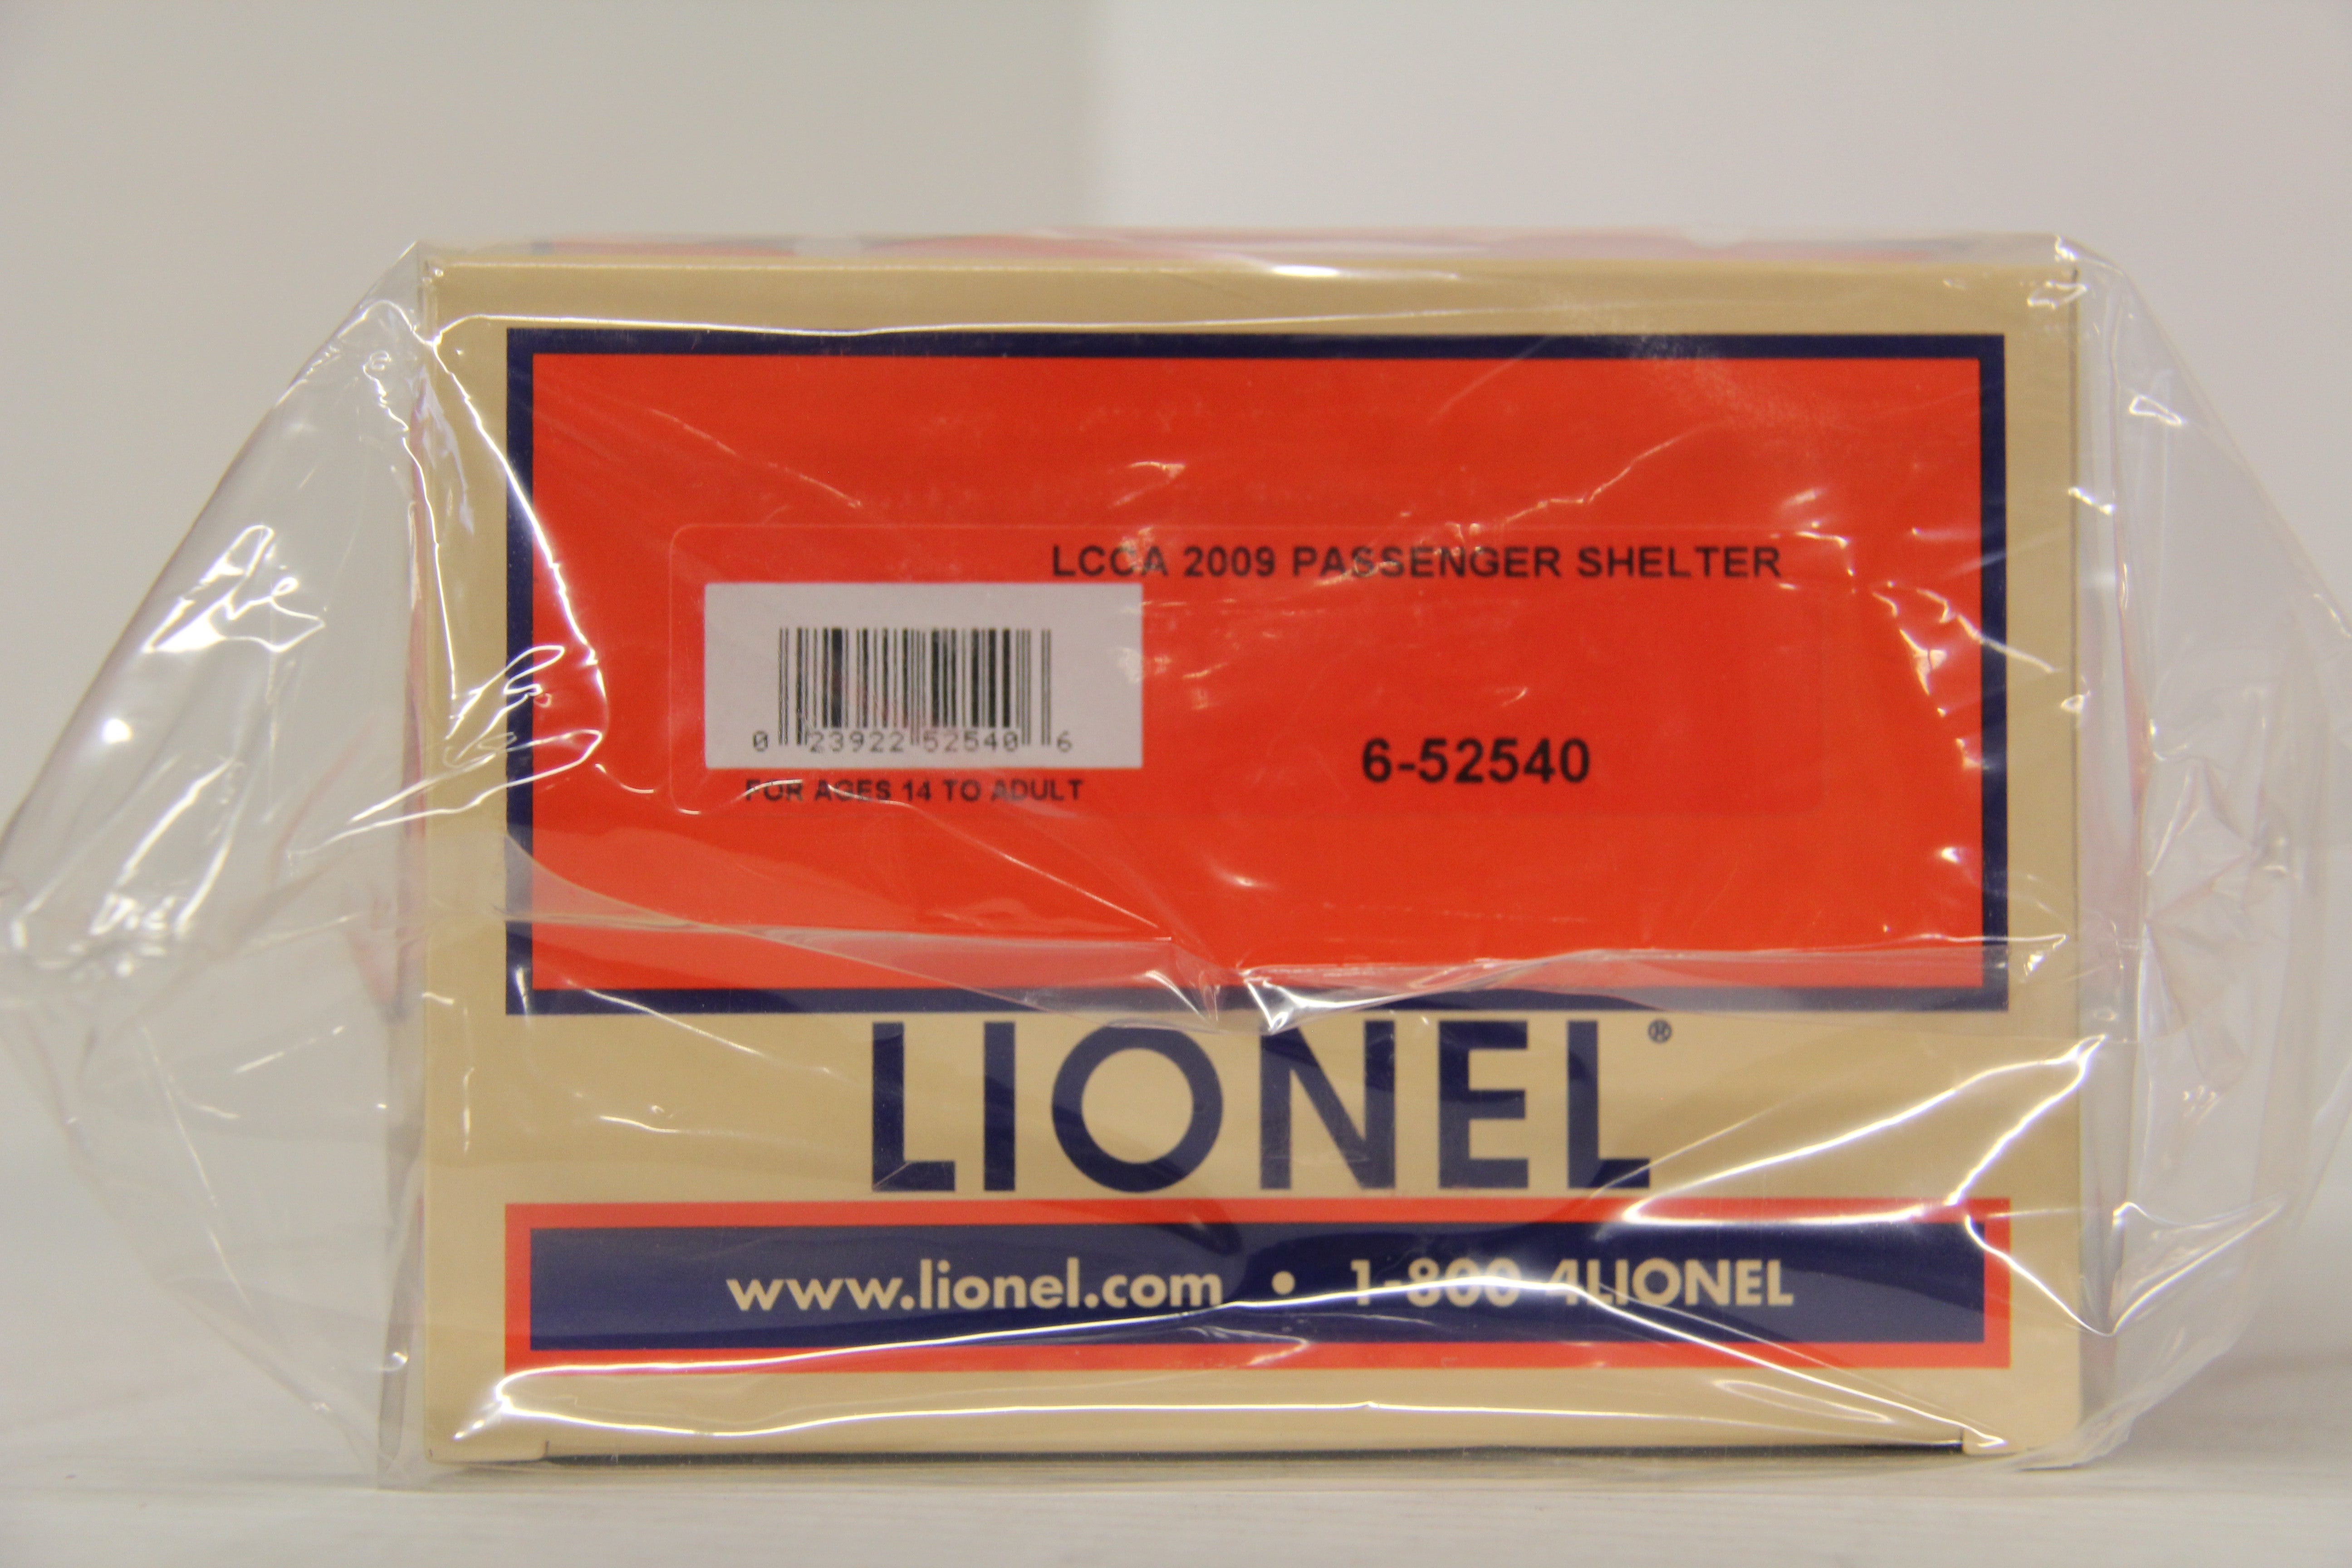 LCCA 2009 PASSENGER SHELTER
0 23922 52540 6
FOR AGES 14 TO ADULT
6-52540
LIONEL®
www.lionel.com • 1-800-4LIONEL